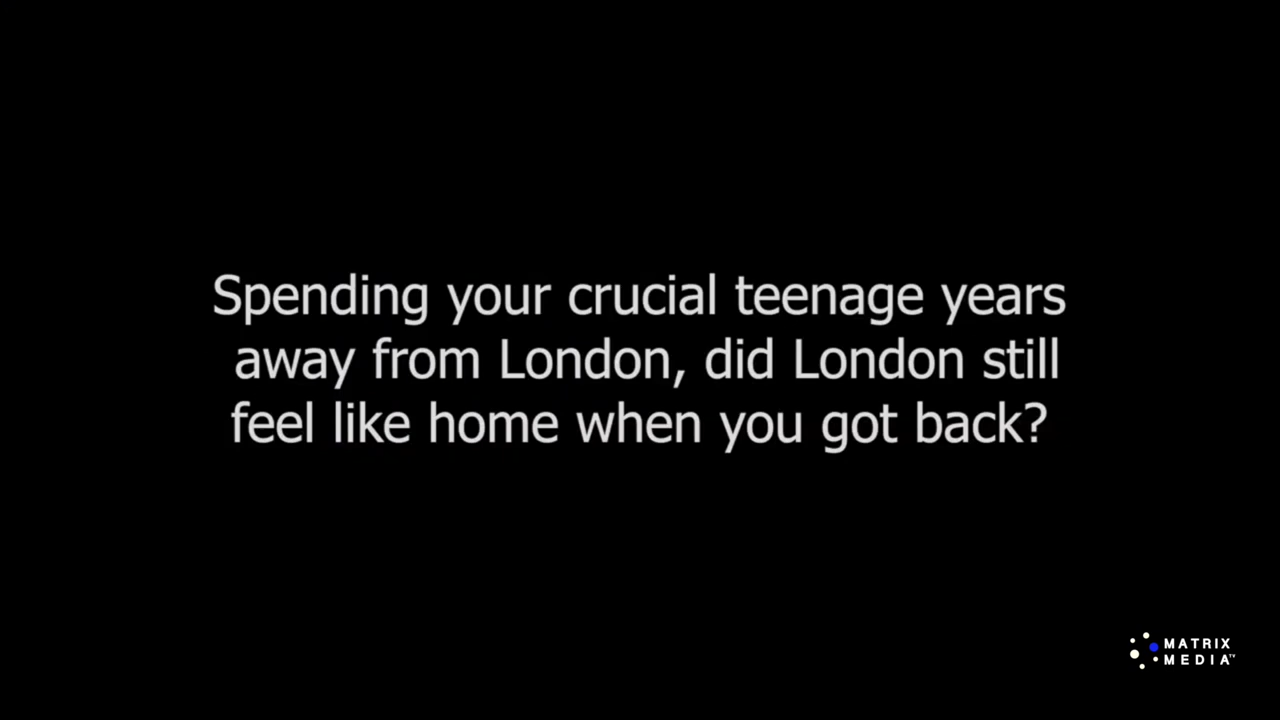 Spending your crucial teenage years
away from London, did London still
feel like home when you got back?
MATRIX
MEDIA TV